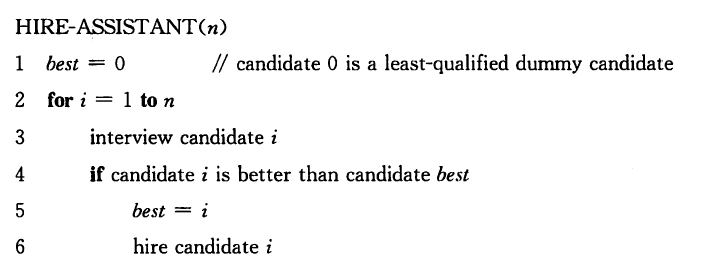 HIRE-ASSISTANT(n)
1 best = 0 // candidate 0 is a least-qualified dummy candidate
2 for i = 1 to n
3 interview candidate i
4 if candidate i is better than candidate best
5 best = i
6 hire candidate i